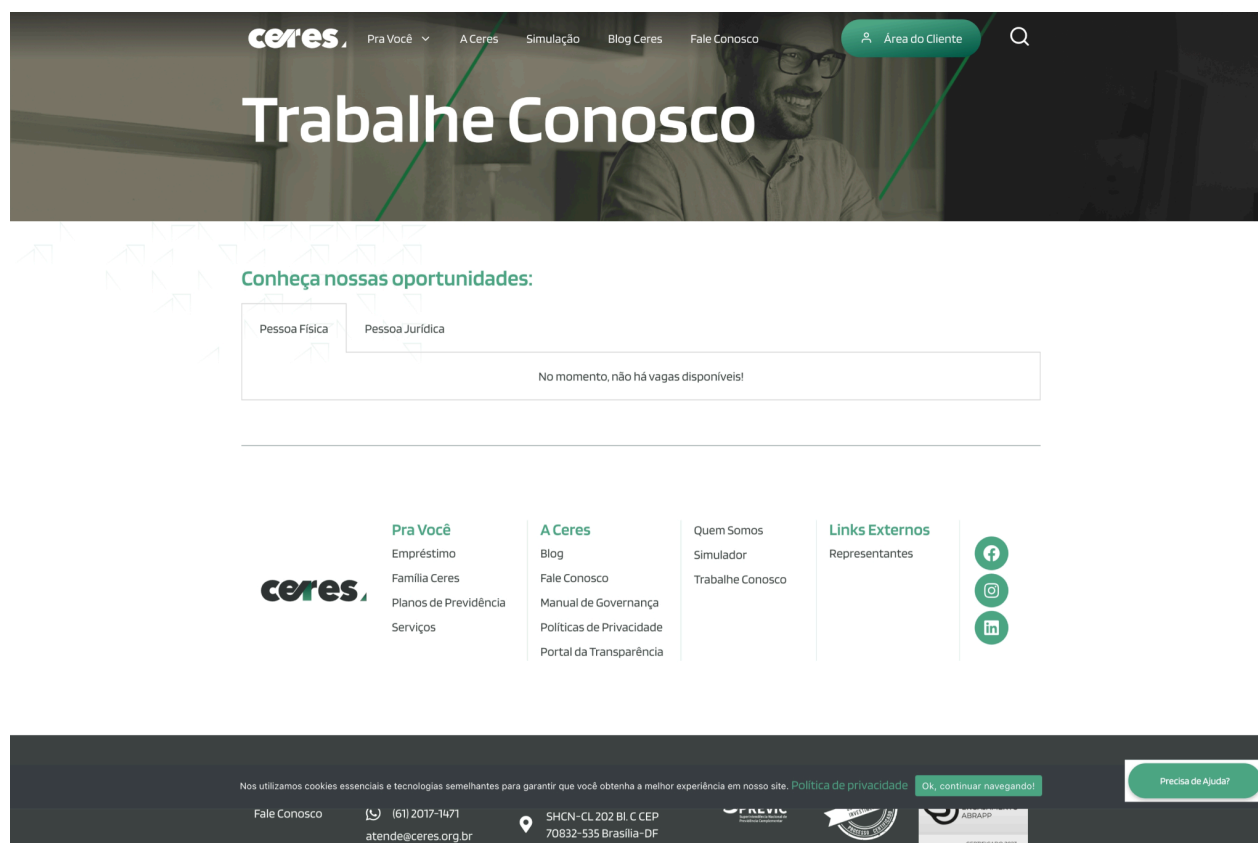 ceres
Pra Você
A Ceres
Simulação
Blog Ceres
Fale Conosco
Área do Cliente
Trabalhe Conosco
Conheça nossas oportunidades:
Pessoa Física
Pessoa Jurídica
No momento, não há vagas disponíveis!
ceres
Pra Você
Empréstimo
Família Ceres
Planos de Previdência
Serviços
A Ceres
Blog
Fale Conosco
Manual de Governança
Políticas de Privacidade
Portal da Transparência
Quem Somos
Simulador
Trabalhe Conosco
Links Externos
Representantes
Nos utilizamos cookies essenciais e tecnologias semelhantes para garantir que você obtenha a melhor experiência em nosso site. Política de privacidade
Ok, continuar navegando!
Precisa de Ajuda?
Fale Conosco
(61) 2017-1471
atende@ceres.org.br
SHCN-CL 202 Bl. C CEP
70832-535 Brasília-DF
PREVIC
ABRAPP